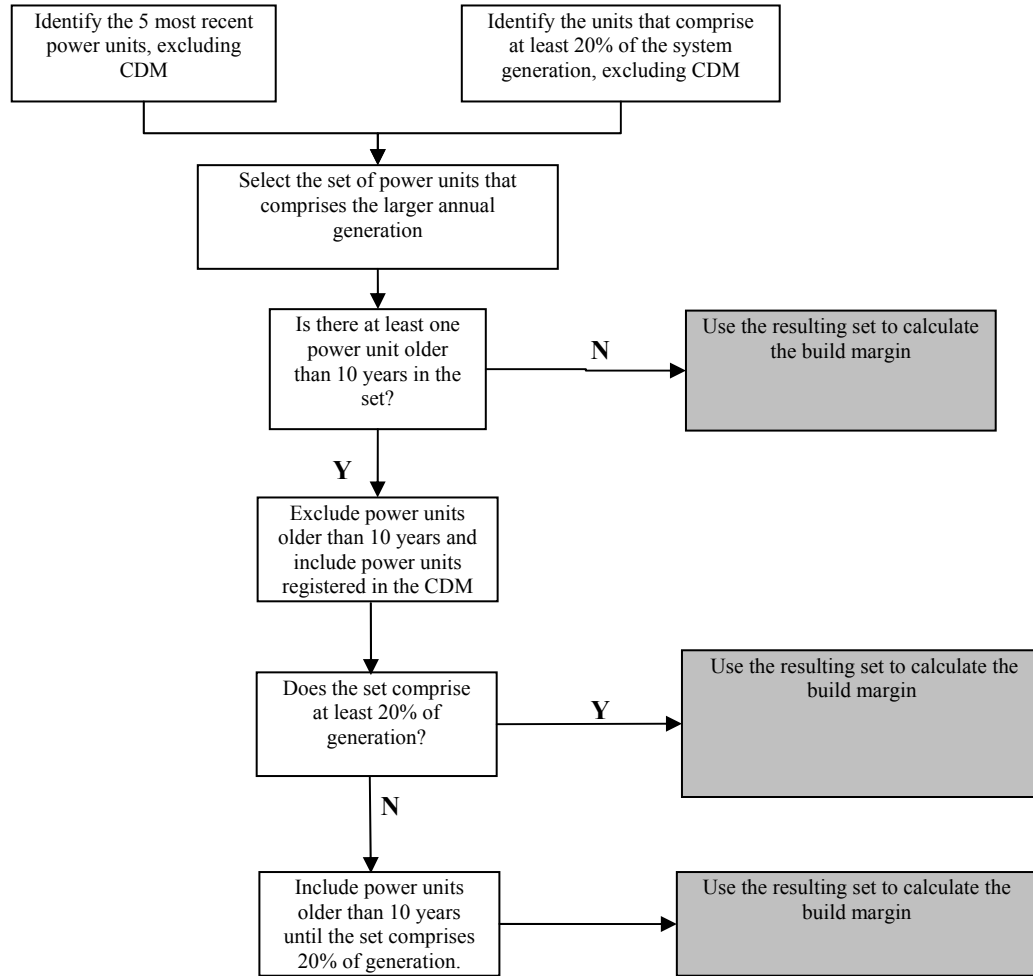 Identify the 5 most recent
power units, excluding
CDM
Identify the units that comprise
at least 20% of the system
generation, excluding CDM
Select the set of power units that
comprises the larger annual
generation
Is there at least one
power unit older
than 10 years in the
set?
N
Use the resulting set to calculate
the build margin
Y
Exclude power units
older than 10 years and
include power units
registered in the CDM
Does the set comprise
at least 20% of
generation?
Y
Use the resulting set to calculate the
build margin
N
Include power units
older than 10 years
until the set comprises
20% of generation.
Use the resulting set to calculate the
build margin